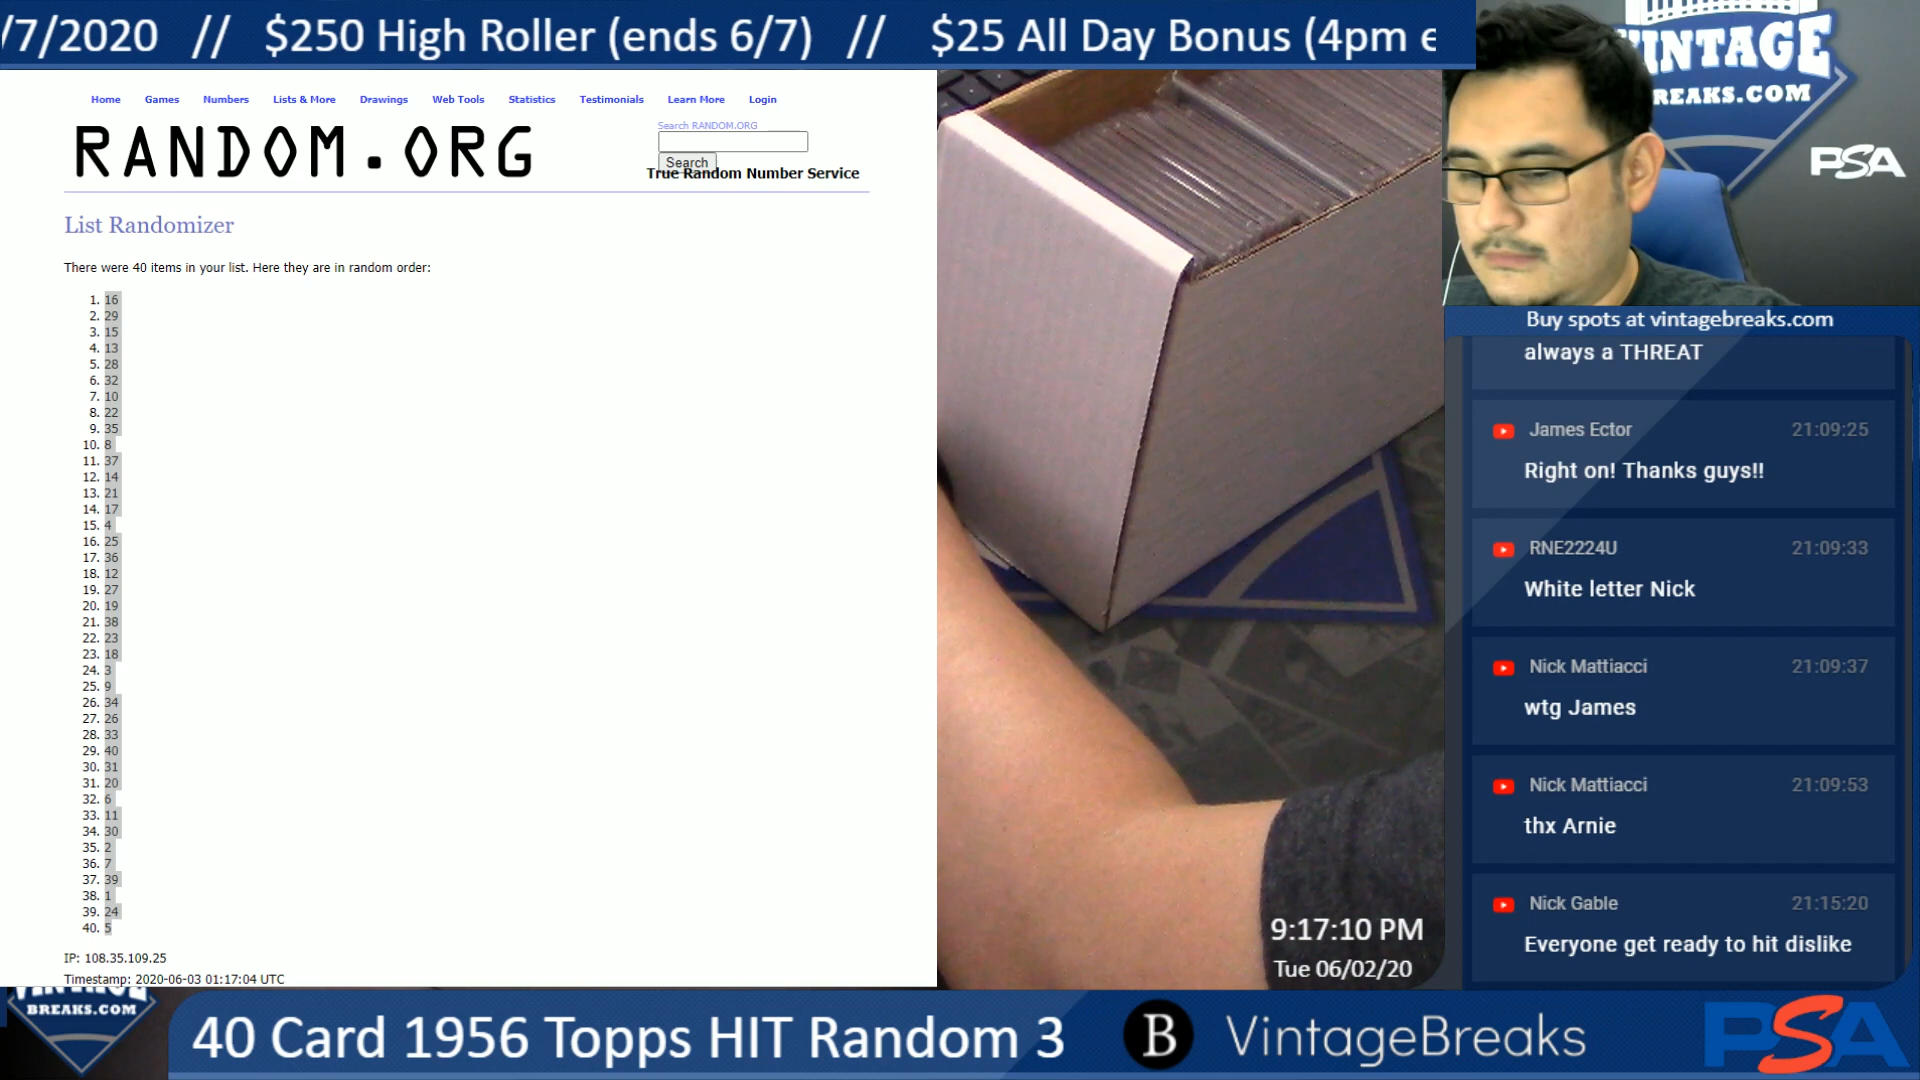 /7/2020 // $250 High Roller (ends 6/7) // $25 All Day Bonus (4pm e
VINTAGE
REAKS.COM
PSA
Home Games Numbers Lists & More Drawings Web Tools Statistics Testimonials Learn More Login
RANDOM.ORG
Search RANDOM.ORG
Search
True Random Number Service
List Randomizer
There were 40 items in your list. Here they are in random order:
1. 16
2. 29
3. 15
4. 13
5. 28
6. 32
7. 10
8. 22
9. 35
10. 8
11. 37
12. 14
13. 21
14. 17
15. 4
16. 25
17. 36
18. 12
19. 27
20. 19
21. 38
22. 23
23. 18
24. 3
25. 9
26. 34
27. 26
28. 33
29. 40
30. 31
31. 20
32. 6
33. 11
34. 30
35. 2
36. 7
37. 39
38. 1
39. 24
40. 5
IP: 108.35.109.25
Timestamp: 2020-06-03 01:17:04 UTC
9:17:10 PM
Tue 06/02/20
Buy spots at vintagebreaks.com
always a THREAT
James Ector 21:09:25
Right on! Thanks guys!!
RNE2224U 21:09:33
White letter Nick
Nick Mattiacci 21:09:37
wtg James
Nick Mattiacci 21:09:53
thx Arnie
Nick Gable 21:15:20
Everyone get ready to hit dislike
VINTAGE
BREAKS.COM
40 Card 1956 Topps HIT Random 3
B VintageBreaks
PSA